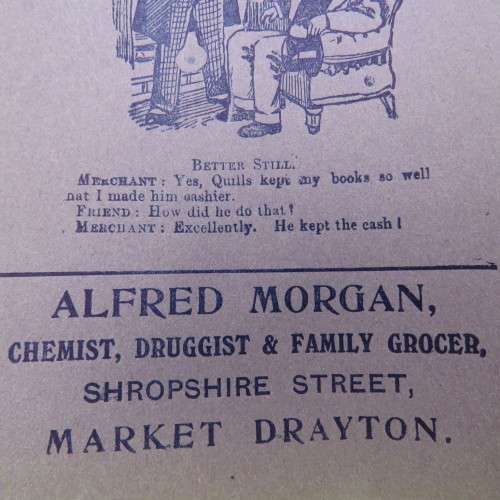 BETTER STILL.
MERCHANT: Yes, Quills kept my books so well
hat I made him cashier.
FRIEND: How did he do that?
MERCHANT: Excellently. He kept the cash!
ALFRED MORGAN,
CHEMIST, DRUGGIST & FAMILY GROCER,
SHROPSHIRE STREET,
MARKET DRAYTON.